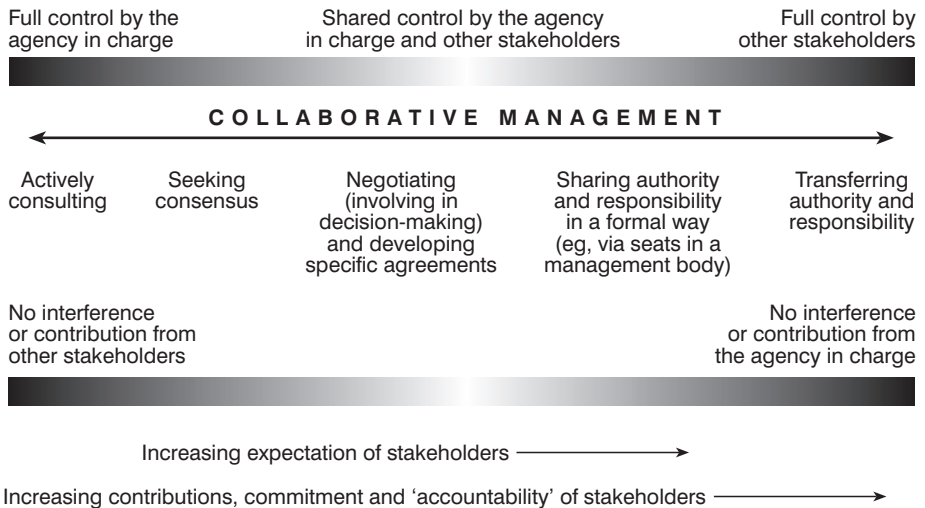 Full control by the
agency in charge
Shared control by the agency
in charge and other stakeholders
Full control by
other stakeholders
COLLABORATIVE MANAGEMENT
Actively
consulting
Seeking
consensus
Negotiating
(involving in
decision-making)
and developing
specific agreements
Sharing authority
and responsibility
in a formal way
(eg, via seats in a
management body)
Transferring
authority and
responsibility
No interference
or contribution from
other stakeholders
No interference
or contribution from
the agency in charge
Increasing expectation of stakeholders
Increasing contributions, commitment and ‘accountability’ of stakeholders